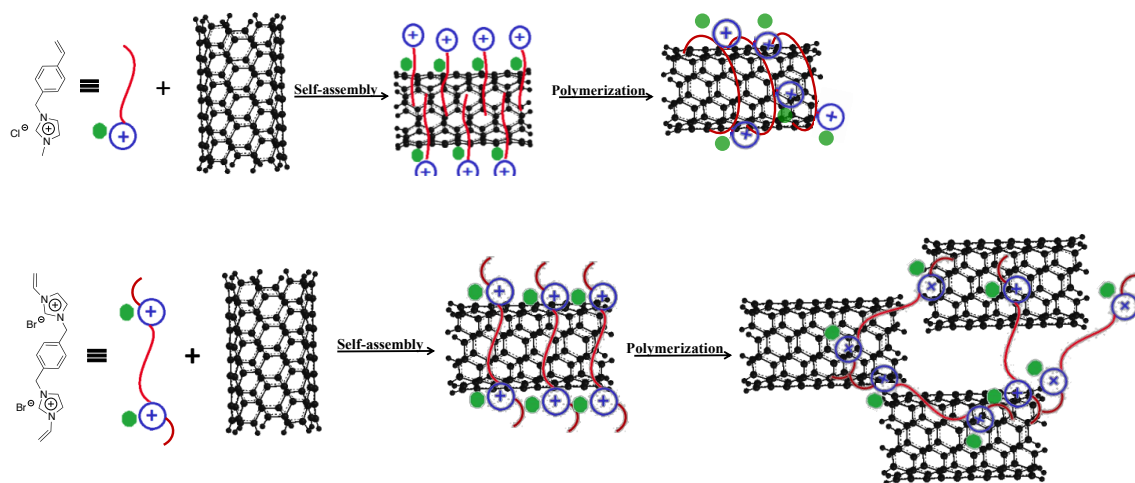 Cl ⊖
N
⊕
N
≡
+
+
Self-assembly
+ + + +
+ + +
Polymerization
+ +
+
+ +
N
⊕
N
Br ⊖
Br ⊖
N
⊕
N
≡
+
+
+
Self-assembly
+ + +
+ + +
Polymerization
+ + +
+ +
+ +
+